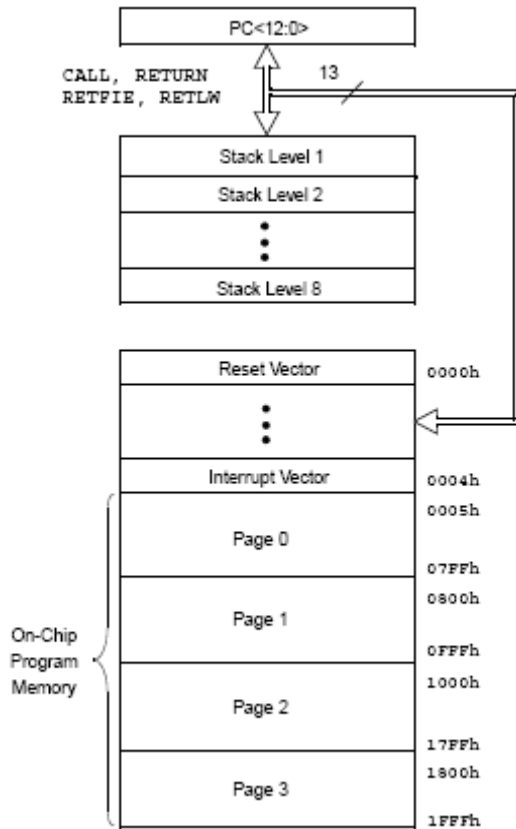 PC<12:0>
CALL, RETURN
RETFIE, RETLW
13
Stack Level 1
Stack Level 2
Stack Level 8
Reset Vector
0000h
Interrupt Vector
0004h
0005h
Page 0
07FFh
0800h
Page 1
0FFFh
On-Chip
Program
Memory
1000h
Page 2
17FFh
1800h
Page 3
1FFFh